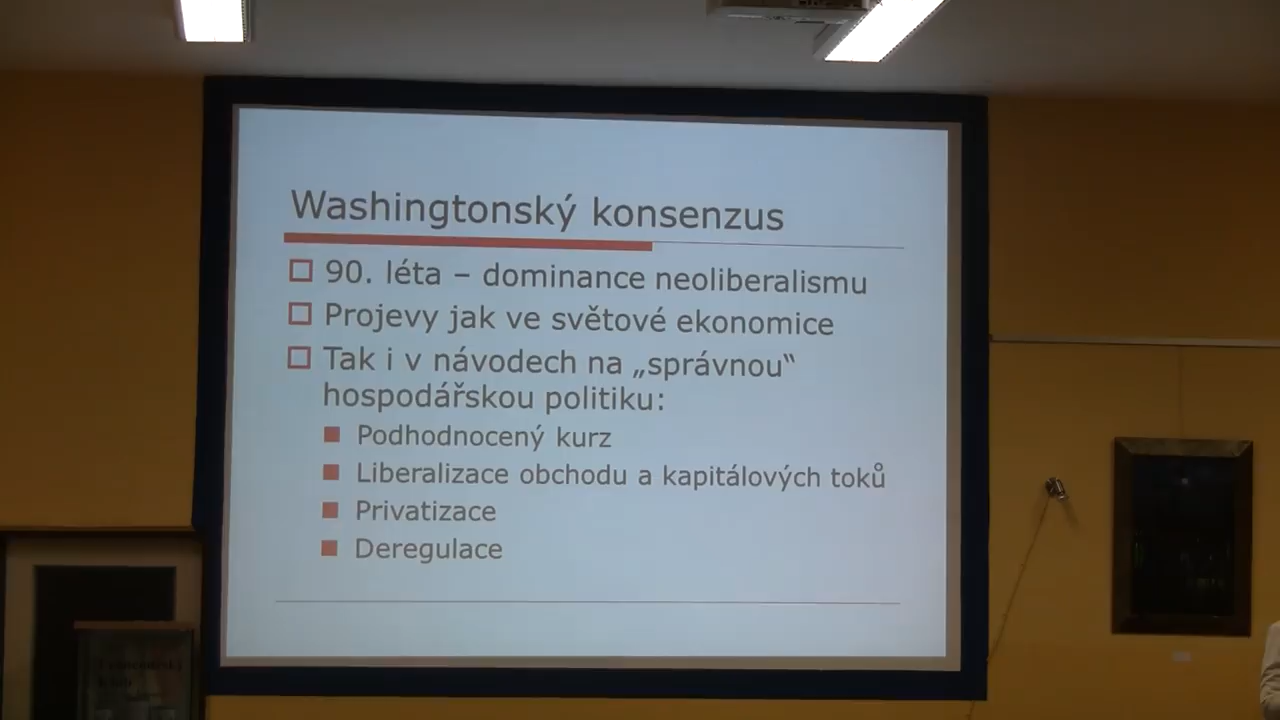 Washingtonský konsenzus
90. léta – dominance neoliberalismu
Projevy jak ve světové ekonomice
Tak i v návodech na „správnou“
hospodářskou politiku:
Podhodnocený kurz
Liberalizace obchodu a kapitálových toků
Privatizace
Deregulace